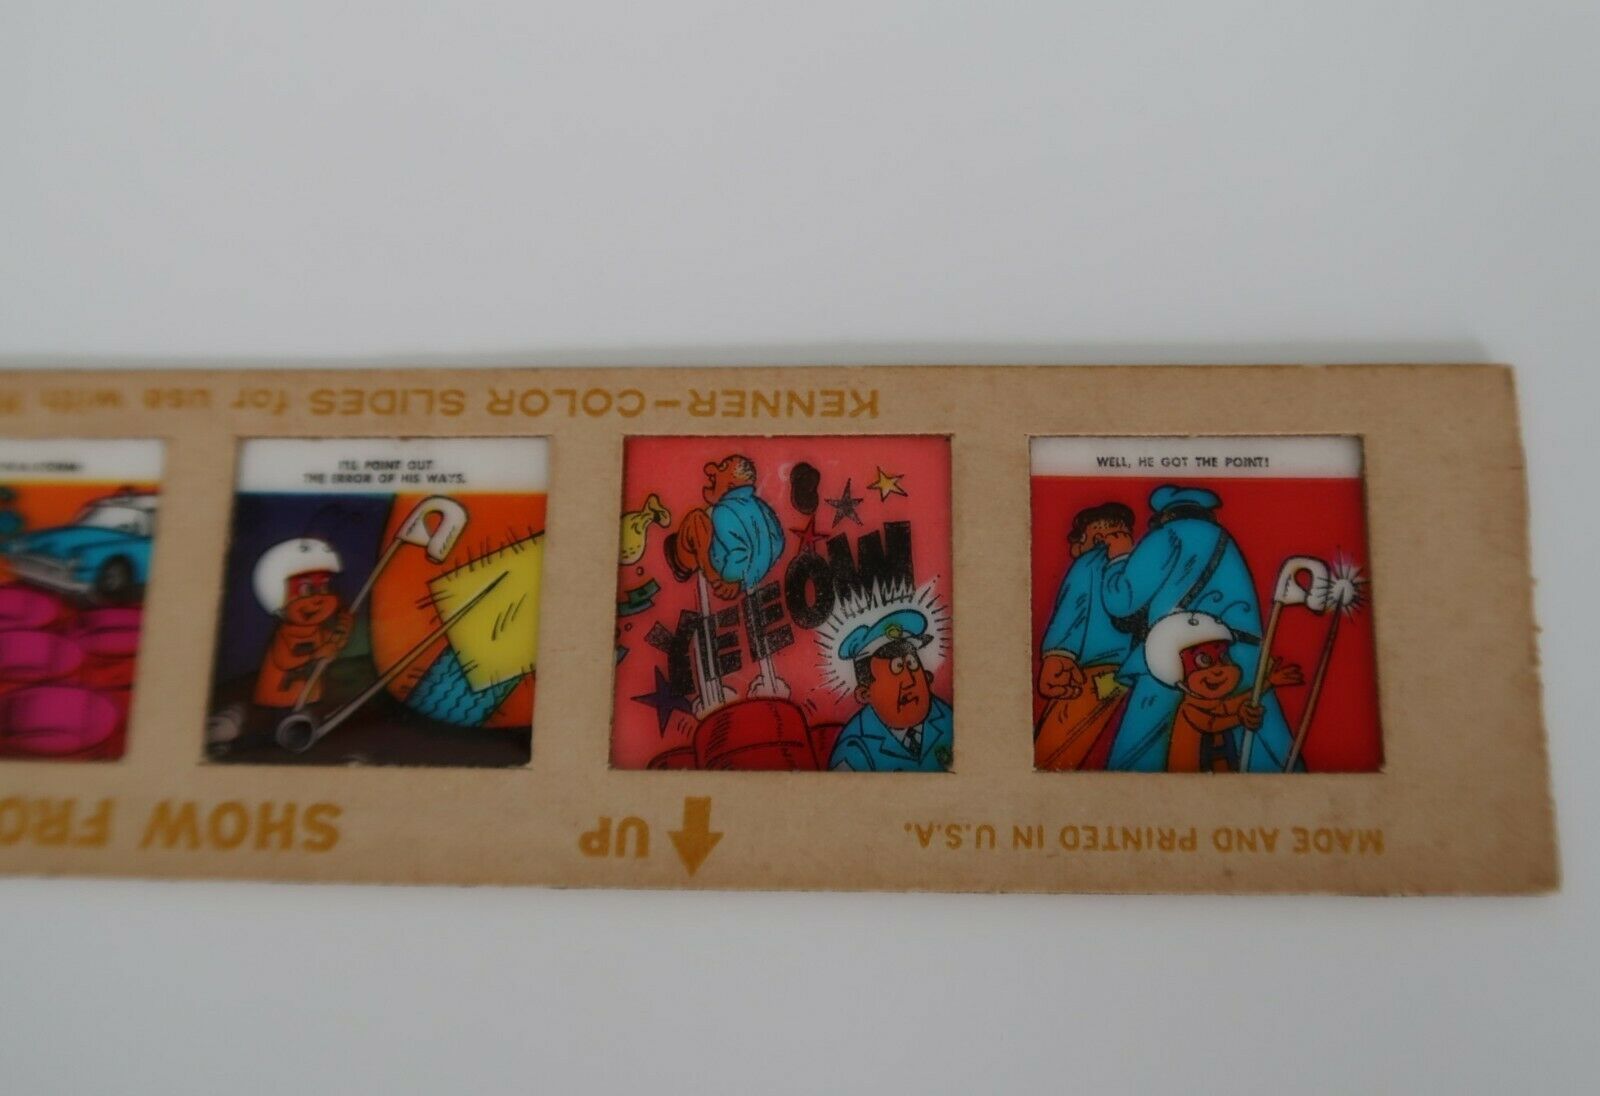 KENNER-COLOR SLIDES for use with
I'LL POINT OUT
THE ERROR OF HIS WAYS.
YEEOW!
WELL, HE GOT THE POINT!
SHOW FRO
UP
MADE AND PRINTED IN U.S.A.